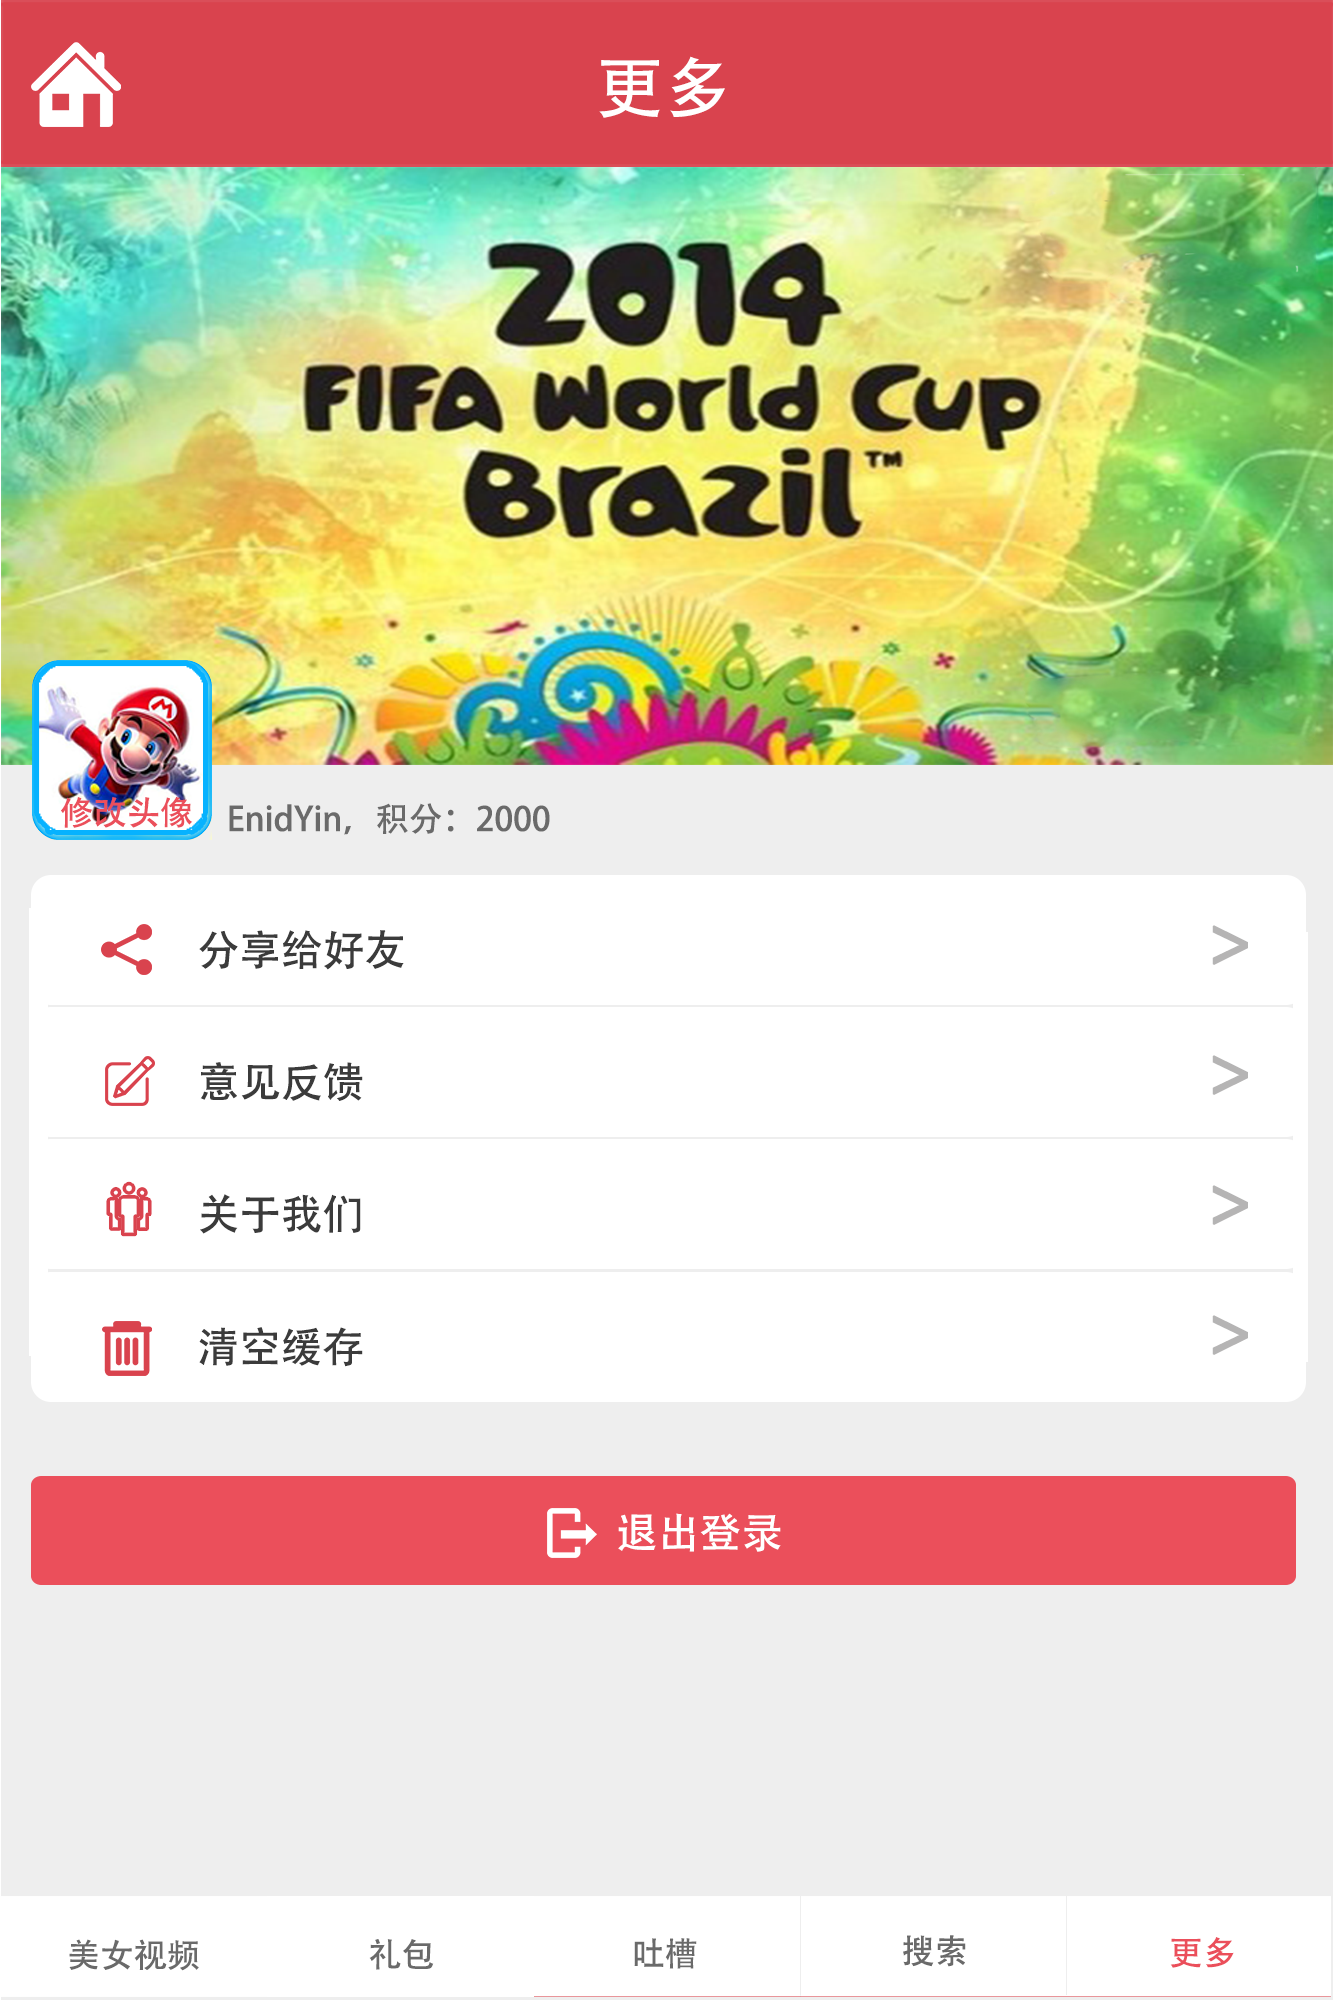 更多
2014
FIFA World Cup
Brazil™
修改头像
EnidYin，积分：2000
分享给好友
>
意见反馈
>
关于我们
>
清空缓存
>
退出登录
美女视频 礼包 吐槽 搜索 更多